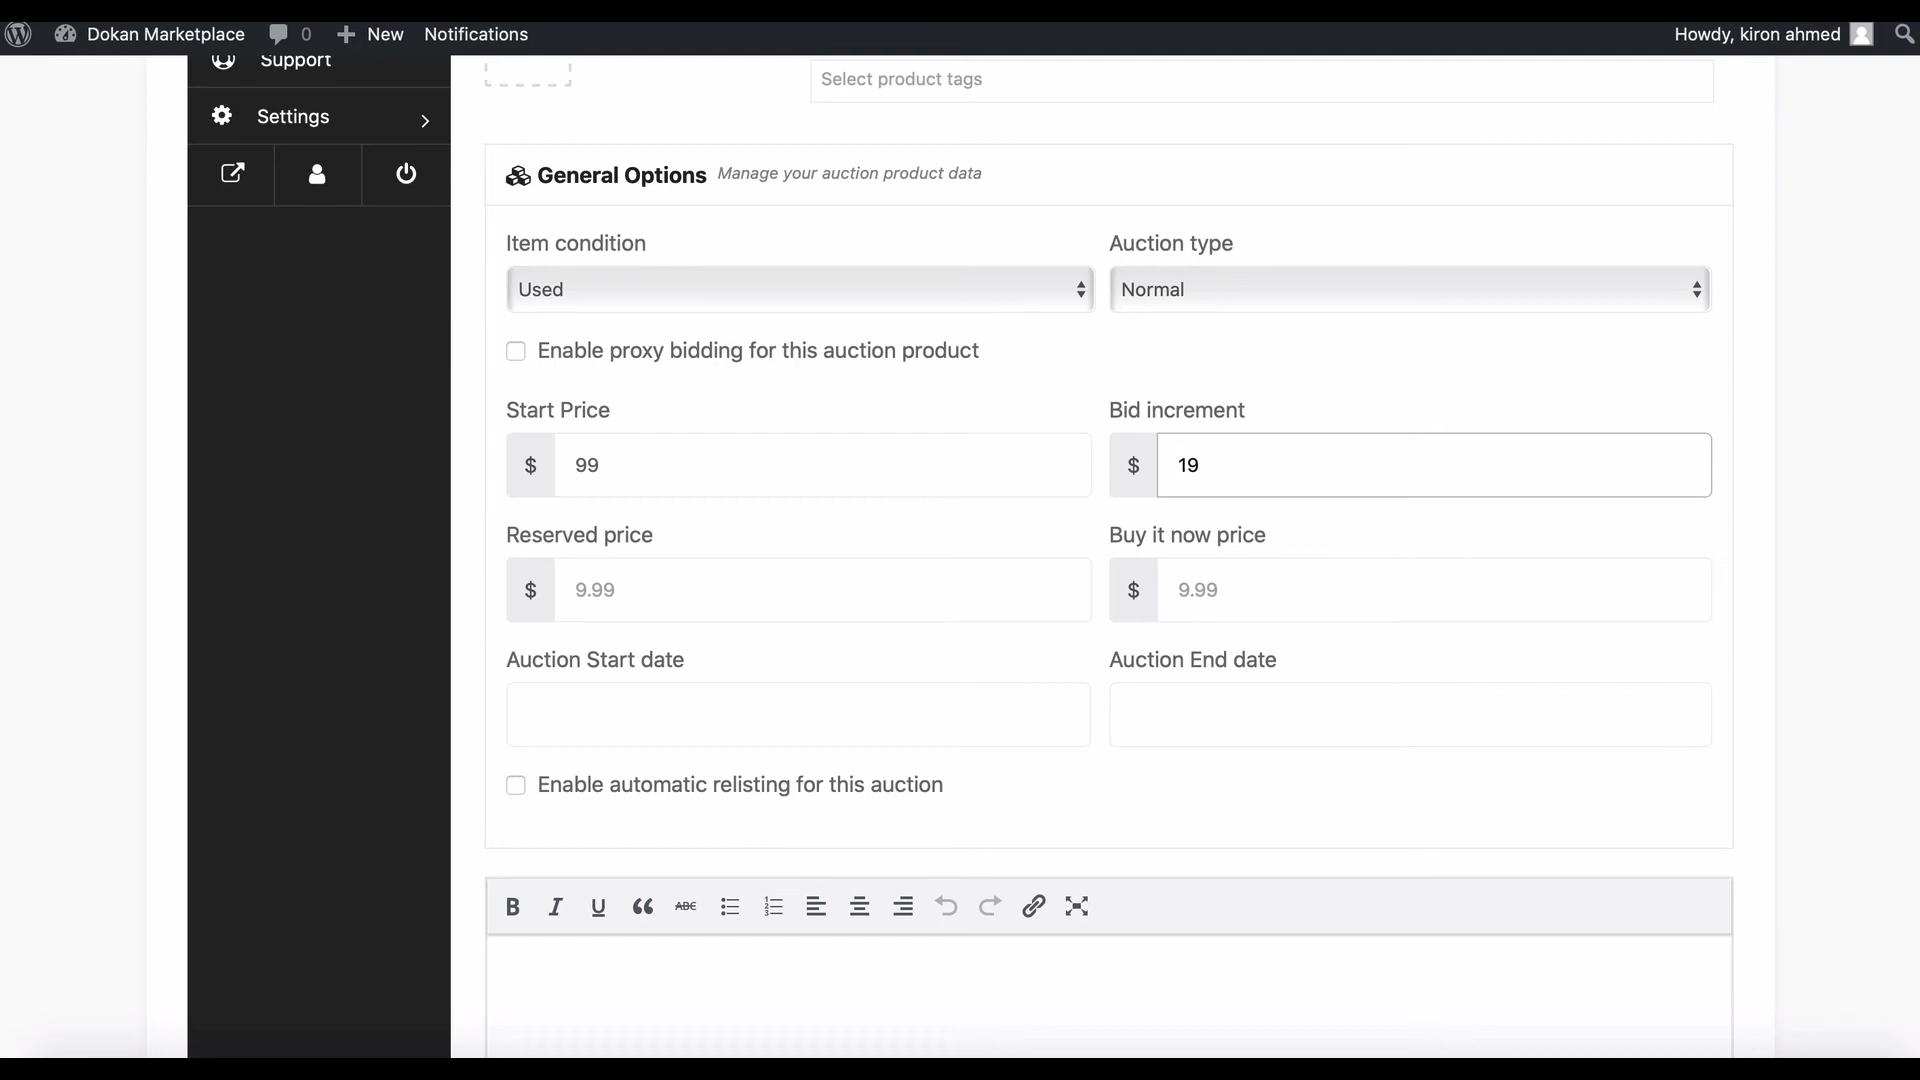 Dokan Marketplace 0 New Notifications Howdy, kiron ahmed
Support
Select product tags
Settings
General Options Manage your auction product data
Item condition Auction type
Used Normal
Enable proxy bidding for this auction product
Start Price Bid increment
$ 99 $ 19
Reserved price Buy it now price
$ 9.99 $ 9.99
Auction Start date Auction End date
Enable automatic relisting for this auction
B I U ABC